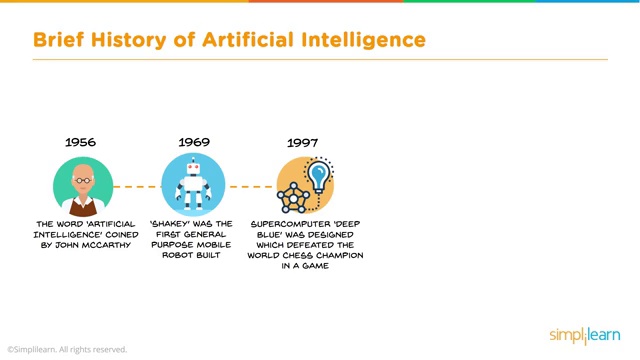 Brief History of Artificial Intelligence
1956
THE WORD 'ARTIFICIAL
INTELLIGENCE' COINED
BY JOHN MCCARTHY
1969
'SHAKEY' WAS THE
FIRST GENERAL
PURPOSE MOBILE
ROBOT BUILT
1997
SUPERCOMPUTER 'DEEP
BLUE' WAS DESIGNED
WHICH DEFEATED THE
WORLD CHESS CHAMPION
IN A GAME
©Simplilearn. All rights reserved.
simplilearn